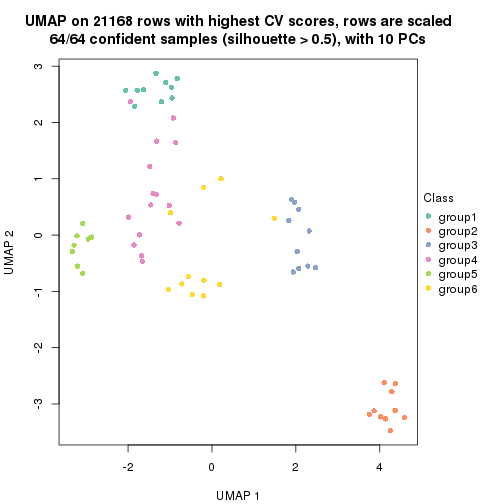 UMAP on 21168 rows with highest CV scores, rows are scaled
64/64 confident samples (silhouette > 0.5), with 10 PCs
3
2
1
0
-1
-2
-3
UMAP 2
-2
0
2
4
UMAP 1
Class
group1
group2
group3
group4
group5
group6